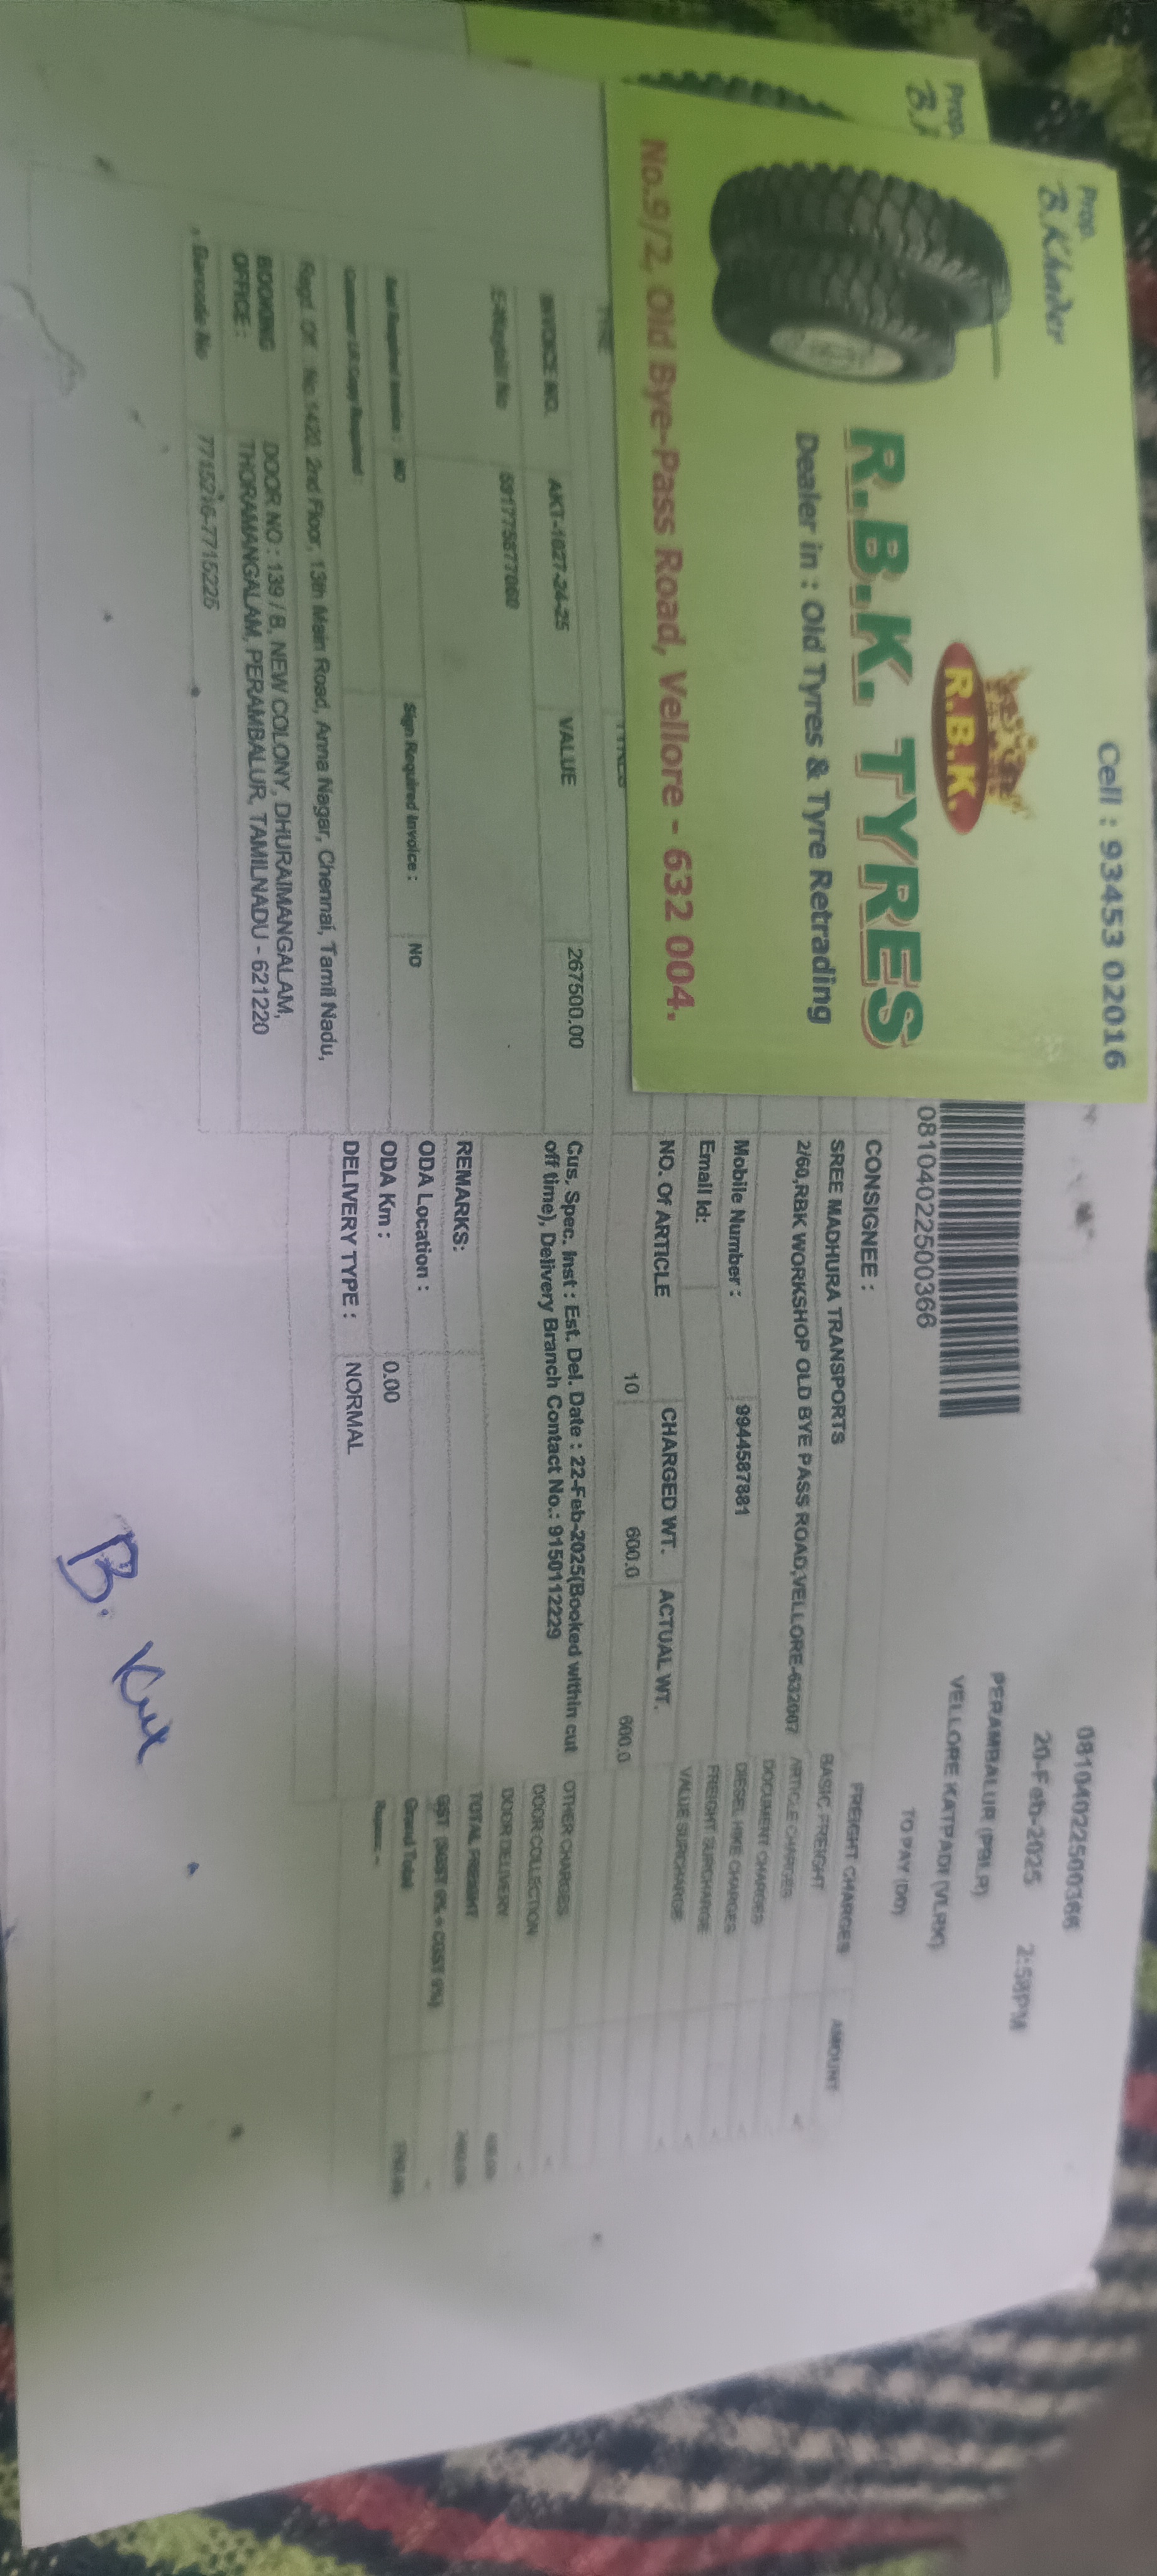 Prop.
B.Khader
Cell : 93453 02016
R.B.K.
R.B.K. TYRES
Dealer in : Old Tyres & Tyre Retrading
No.9/2, Old Bye-Pass Road, Vellore - 632 004.
Prop.
08104022500366
08104022500366
20-Feb-2025 2:58PM
PERAMBALUR (PBLR)
VELLORE KATPADI (VLRK)
TO PAY (DD)
CONSIGNEE :
SREE MADHURA TRANSPORTS
2/60,RBK WORKSHOP OLD BYE PASS ROAD,VELLORE-632007
Mobile Number : 9944587881
Email Id:
NO. Of ARTICLE CHARGED WT. ACTUAL WT.
10 600.0 600.0
FREIGHT CHARGES AMOUNT
BASIC FREIGHT
ARTICLE CHARGES
DOCUMENT CHARGES
DIESEL HIKE CHARGES
FREIGHT SURCHARGE
VALUE SURCHARGE
OTHER CHARGES
DOOR COLLECTION
DOOR DELIVERY
TOTAL FREIGHT
Grand Total
INVOICE NO. AKT-1027-24-25 VALUE 267500.00
Cus. Spec. Inst : Est. Del. Date : 22-Feb-2025(Booked within cut
off time), Delivery Branch Contact No.: 9150112229
REMARKS:
Sign Required Invoice : NO
ODA Location :
ODA Km : 0.00
DELIVERY TYPE : NORMAL
Regd. Off : No.1420, 2nd Floor, 13th Main Road, Anna Nagar, Chennai, Tamil Nadu,
BOOKING
OFFICE :
DOOR NO : 139 / B, NEW COLONY, DHURAIMANGALAM,
THORAMANGALAM, PERAMBALUR, TAMILNADU - 621220
Barcode No 7715216-7715225
B.